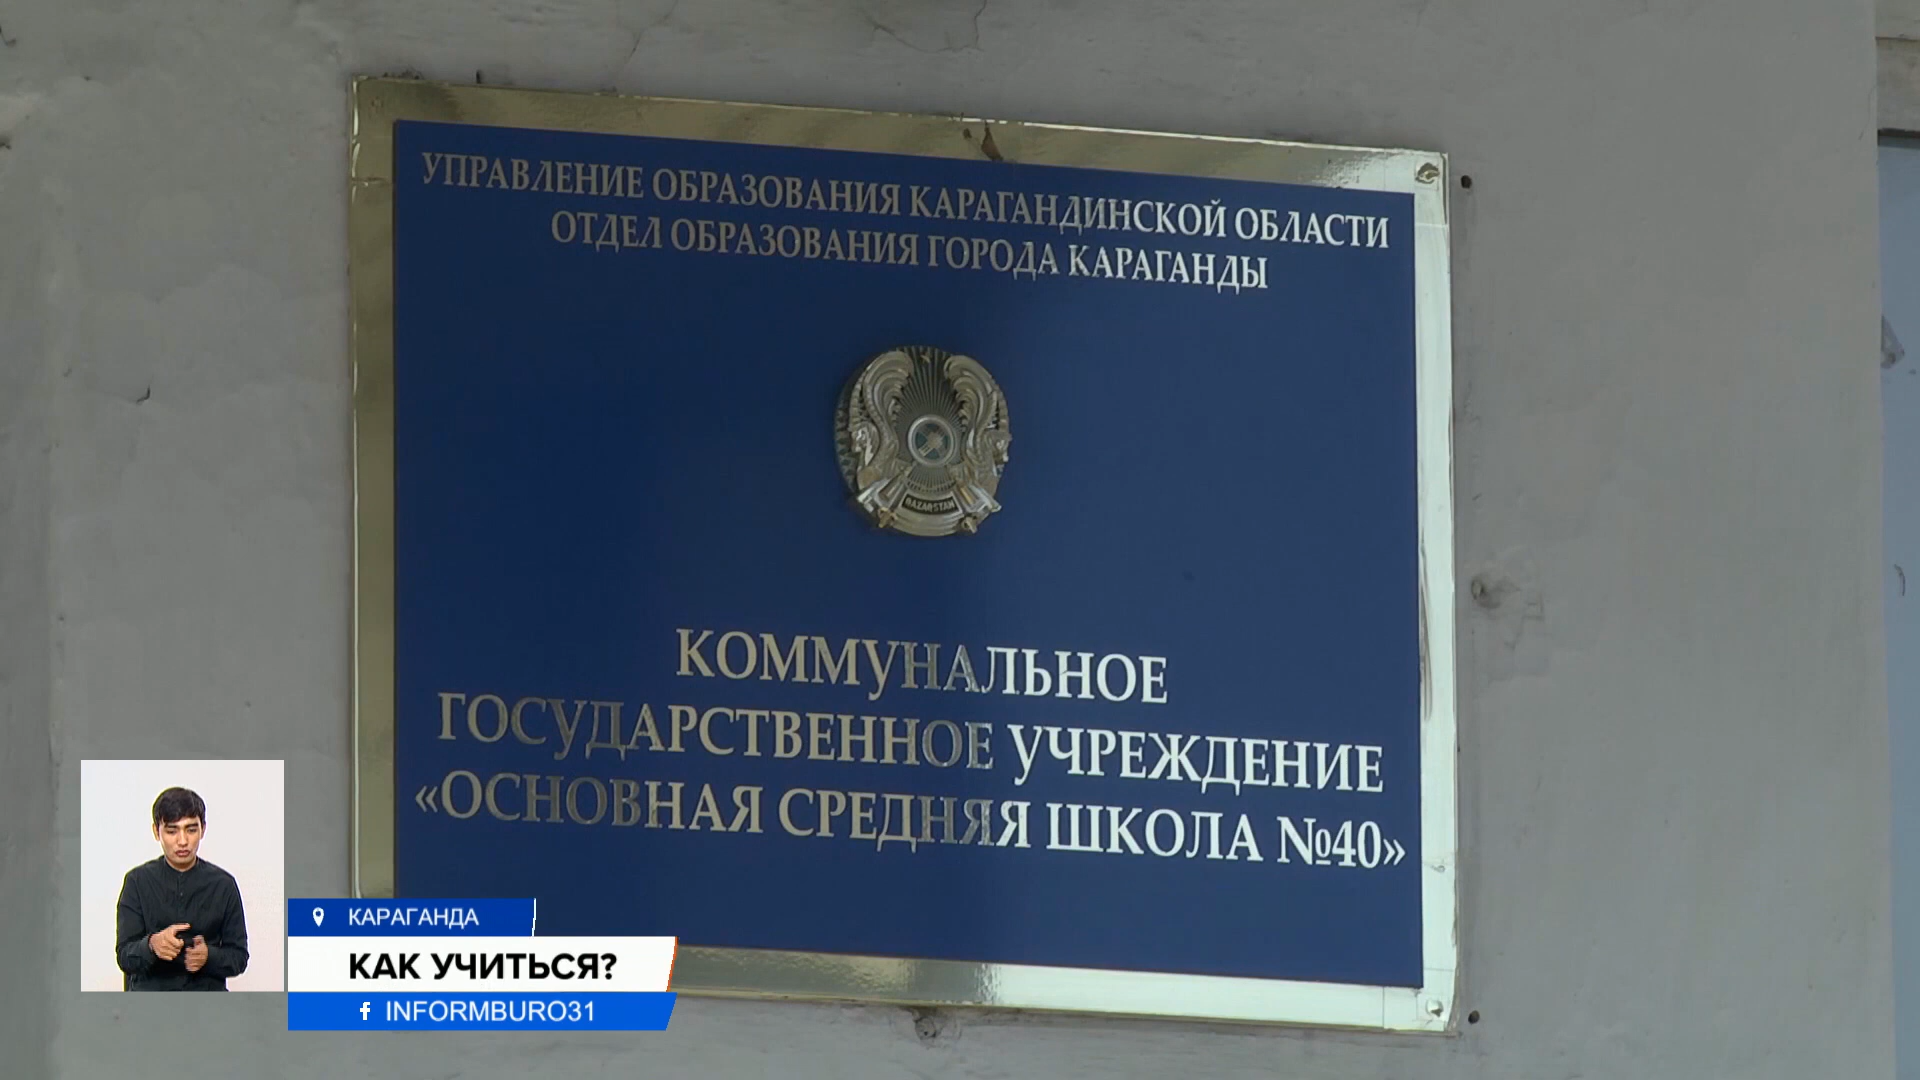 УПРАВЛЕНИЕ ОБРАЗОВАНИЯ КАРАГАНДИНСКОЙ ОБЛАСТИ
ОТДЕЛ ОБРАЗОВАНИЯ ГОРОДА КАРАГАНДЫ
QAZAQSTAN
КОММУНАЛЬНОЕ
ГОСУДАРСТВЕННОЕ УЧРЕЖДЕНИЕ
«ОСНОВНАЯ СРЕДНЯЯ ШКОЛА №40»
КАРАГАНДА
КАК УЧИТЬСЯ?
INFORMBURO31